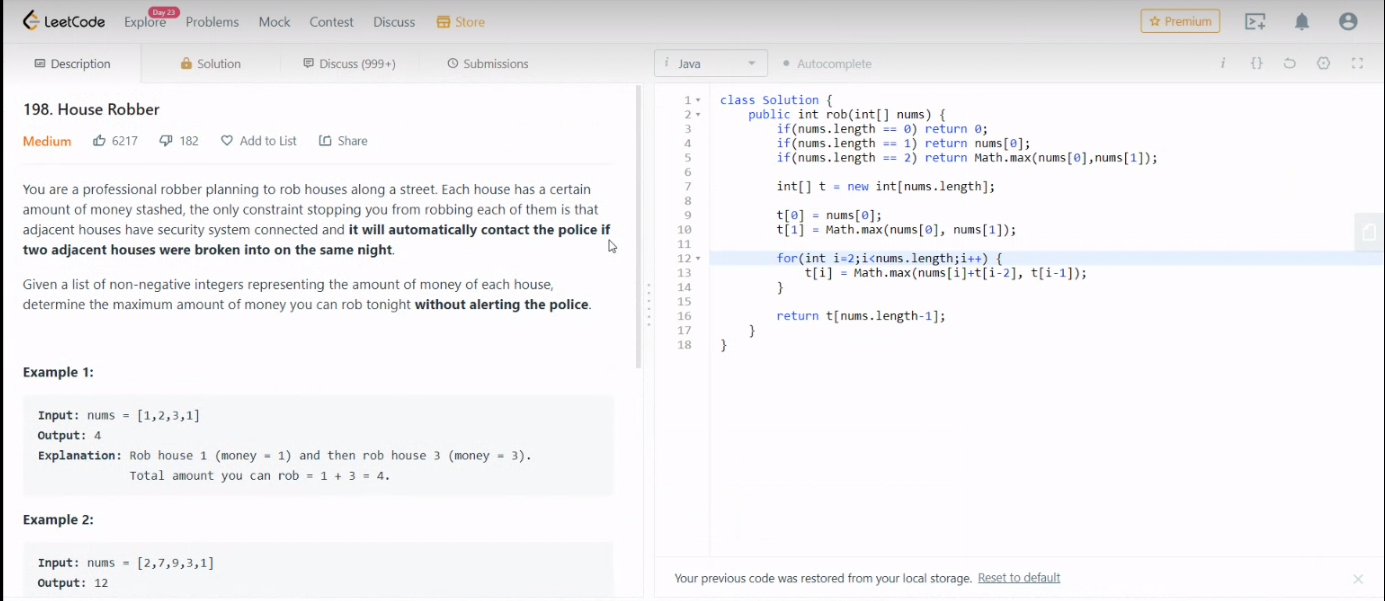 LeetCode Explore Day 23 Problems Mock Contest Discuss Store Premium
Description Solution Discuss (999+) Submissions
i Java Autocomplete i {}
198. House Robber
Medium 6217 182 Add to List Share
You are a professional robber planning to rob houses along a street. Each house has a certain
amount of money stashed, the only constraint stopping you from robbing each of them is that
adjacent houses have security system connected and it will automatically contact the police if
two adjacent houses were broken into on the same night.
Given a list of non-negative integers representing the amount of money of each house,
determine the maximum amount of money you can rob tonight without alerting the police.
Example 1:
Input: nums = [1,2,3,1]
Output: 4
Explanation: Rob house 1 (money = 1) and then rob house 3 (money = 3).
Total amount you can rob = 1 + 3 = 4.
Example 2:
Input: nums = [2,7,9,3,1]
Output: 12
1 class Solution {
2 public int rob(int[] nums) {
3 if(nums.length == 0) return 0;
4 if(nums.length == 1) return nums[0];
5 if(nums.length == 2) return Math.max(nums[0],nums[1]);
6
7 int[] t = new int[nums.length];
8
9 t[0] = nums[0];
10 t[1] = Math.max(nums[0], nums[1]);
11
12 for(int i=2;i<nums.length;i++) {
13 t[i] = Math.max(nums[i]+t[i-2], t[i-1]);
14 }
15
16 return t[nums.length-1];
17 }
18 }
Your previous code was restored from your local storage. Reset to default